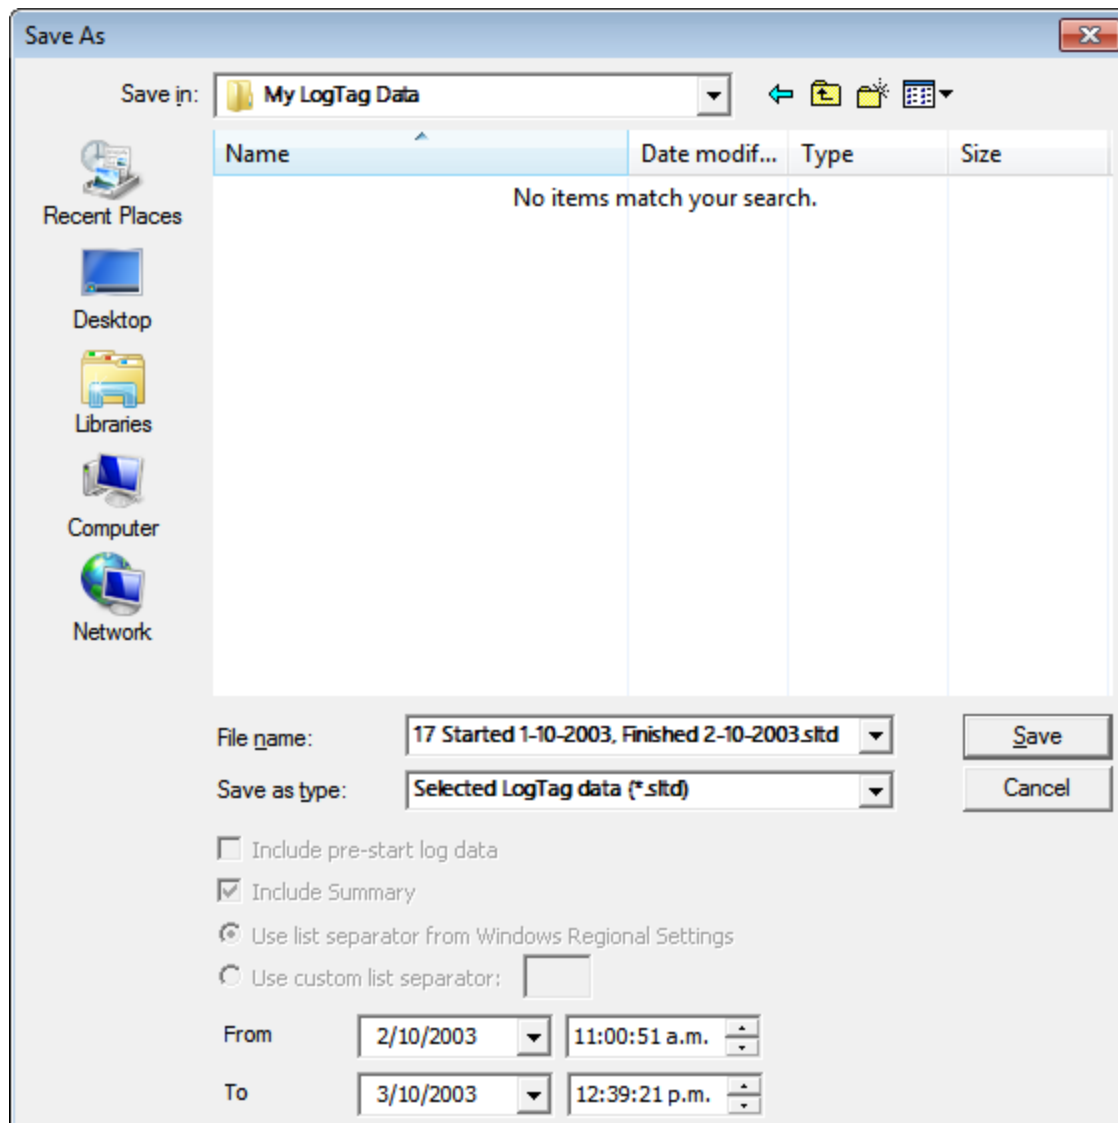 Save As
Save in: My LogTag Data
Name Date modif... Type Size
No items match your search.
Recent Places
Desktop
Libraries
Computer
Network
File name: 17 Started 1-10-2003, Finished 2-10-2003.sltd Save
Save as type: Selected LogTag data (*.sltd) Cancel
Include pre-start log data
Include Summary
Use list separator from Windows Regional Settings
Use custom list separator:
From 2/10/2003 11:00:51 a.m.
To 3/10/2003 12:39:21 p.m.